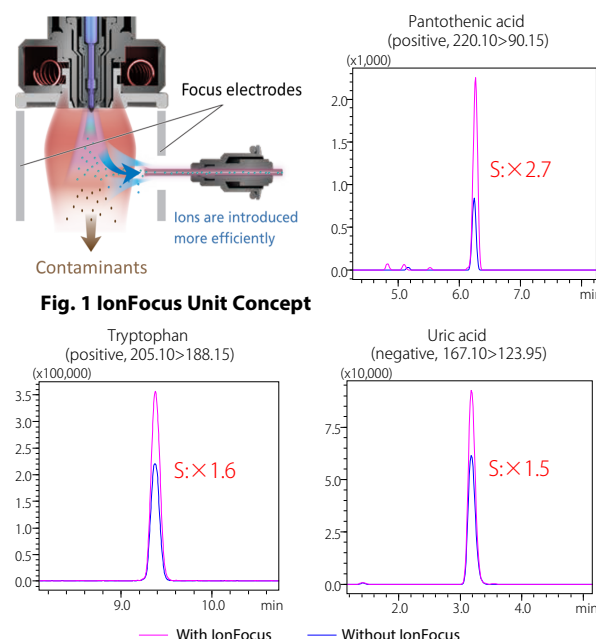 Focus electrodes
Ions are introduced
more efficiently
Contaminants
Fig. 1 IonFocus Unit Concept
Pantothenic acid
(positive, 220.10>90.15)
(x1,000)
2.0
1.5
1.0
0.5
0.0
S:×2.7
5.0 6.0 7.0 min
Tryptophan
(positive, 205.10>188.15)
(x100,000)
3.5
3.0
2.5
2.0
1.5
1.0
0.5
0.0
S:×1.6
9.0 10.0 min
Uric acid
(negative, 167.10>123.95)
(x10,000)
7.5
5.0
2.5
0.0
S:×1.5
2.0 3.0 4.0 min
With IonFocus Without IonFocus